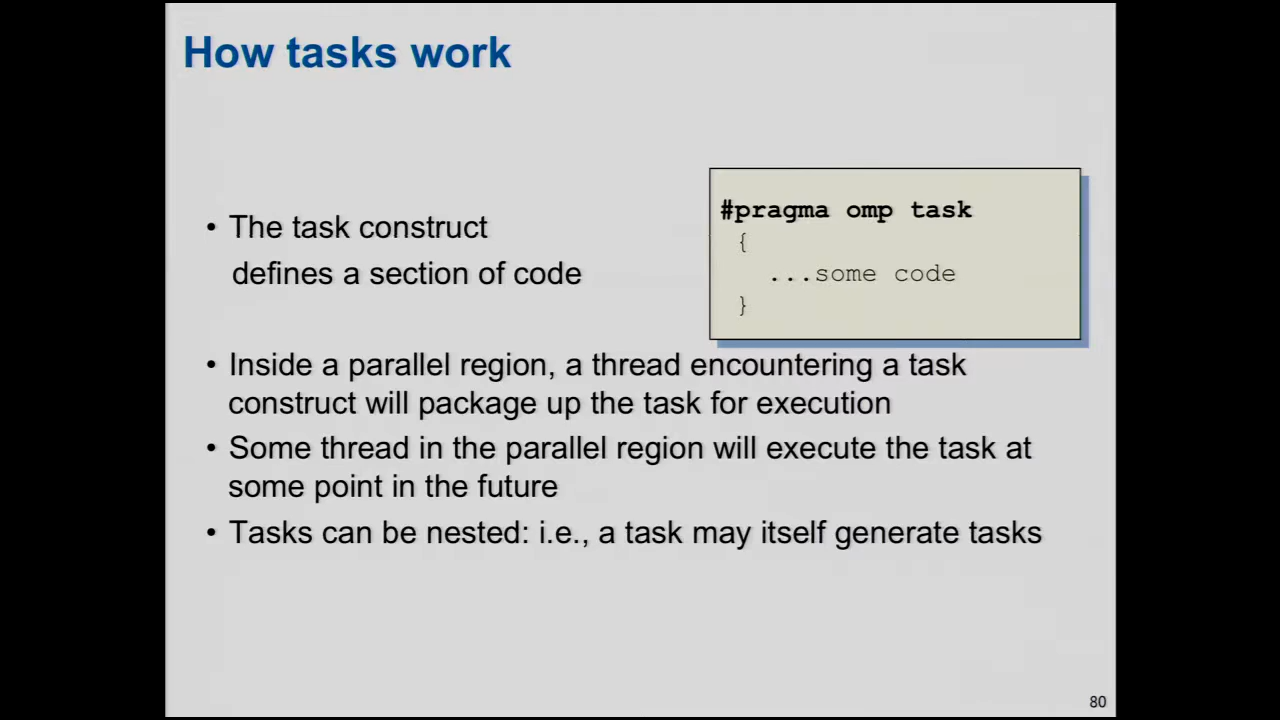 How tasks work
• The task construct
defines a section of code
#pragma omp task
{
...some code
}
• Inside a parallel region, a thread encountering a task
construct will package up the task for execution
• Some thread in the parallel region will execute the task at
some point in the future
• Tasks can be nested: i.e., a task may itself generate tasks
80